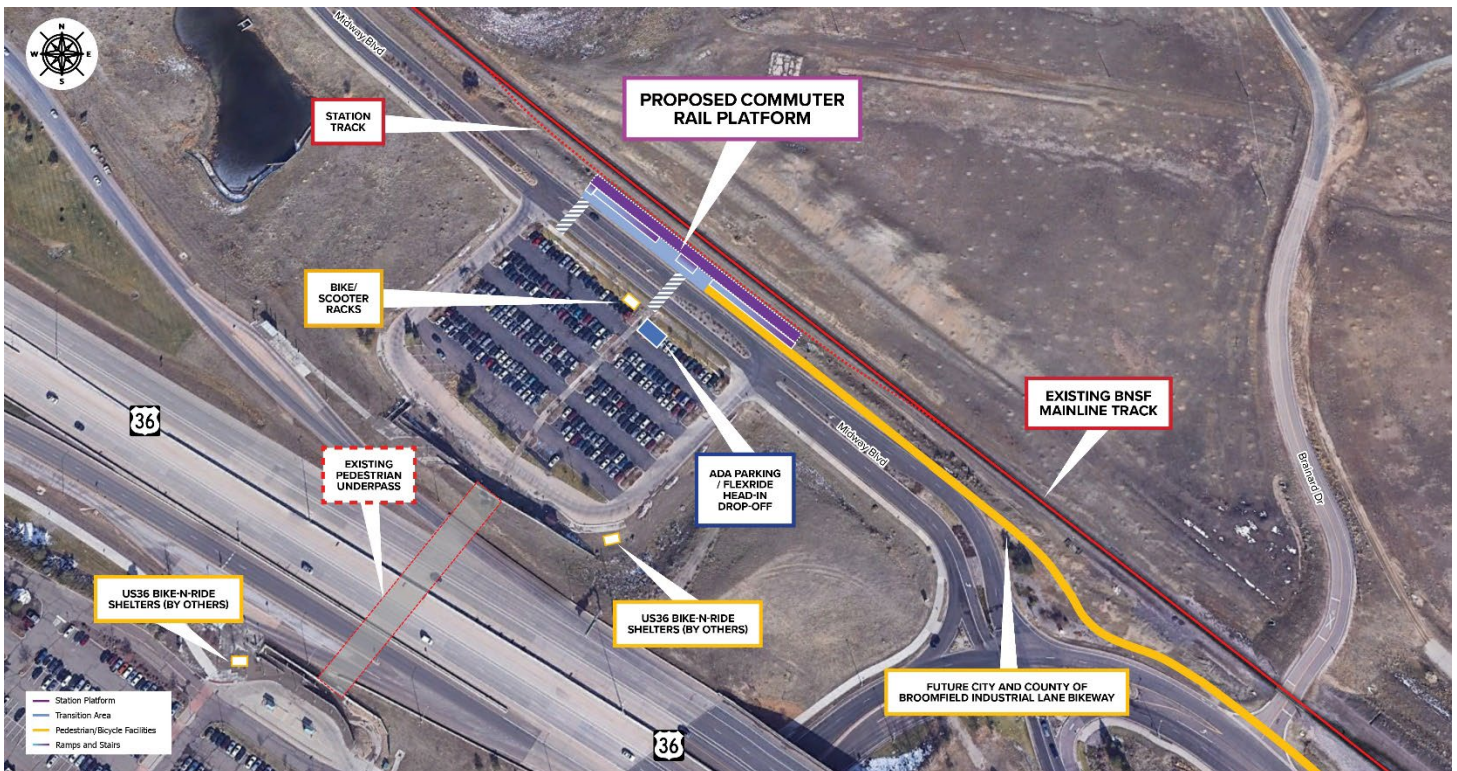 N
W E
S
Midway Blvd
STATION
TRACK
PROPOSED COMMUTER
RAIL PLATFORM
BIKE/
SCOOTER
RACKS
EXISTING BNSF
MAINLINE TRACK
36
Midway Blvd
Brainard Dr
EXISTING
PEDESTRIAN
UNDERPASS
ADA PARKING
/ FLEXRIDE
HEAD-IN
DROP-OFF
US36 BIKE-N-RIDE
SHELTERS (BY OTHERS)
US36 BIKE-N-RIDE
SHELTERS (BY OTHERS)
FUTURE CITY AND COUNTY OF
BROOMFIELD INDUSTRIAL LANE BIKEWAY
Station Platform
Transition Area
Pedestrian/Bicycle Facilities
Ramps and Stairs
36